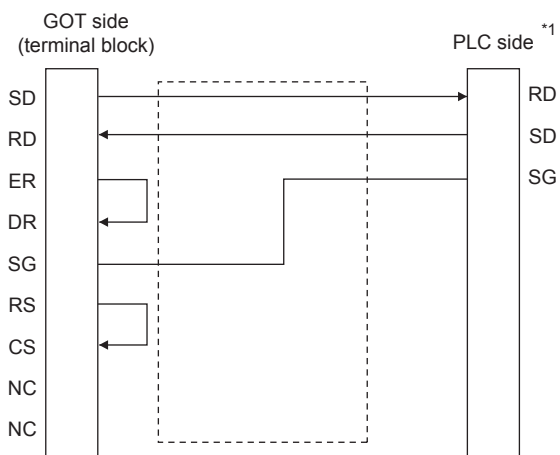 GOT side
(terminal block)
PLC side *1
SD
RD
ER
DR
SG
RS
CS
NC
NC
RD
SD
SG